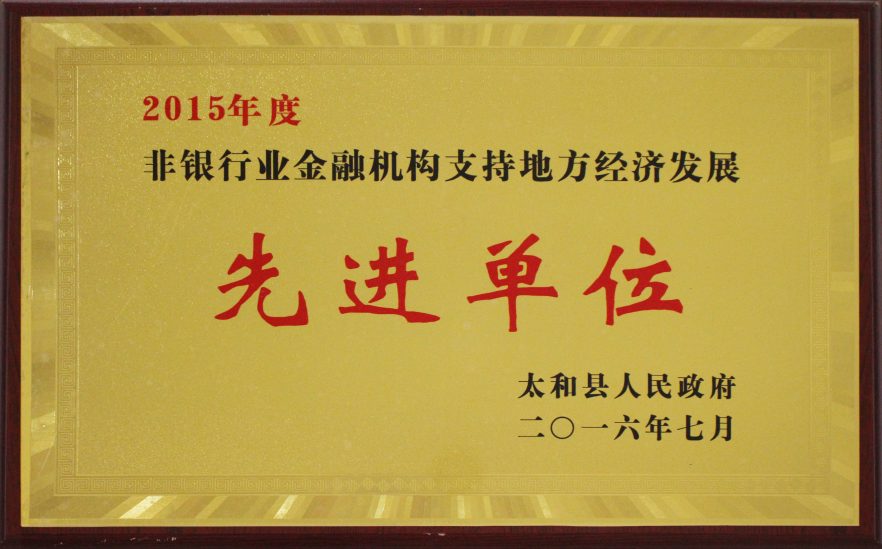 2015年度
非银行业金融机构支持地方经济发展
先进单位
太和县人民政府
二〇一六年七月